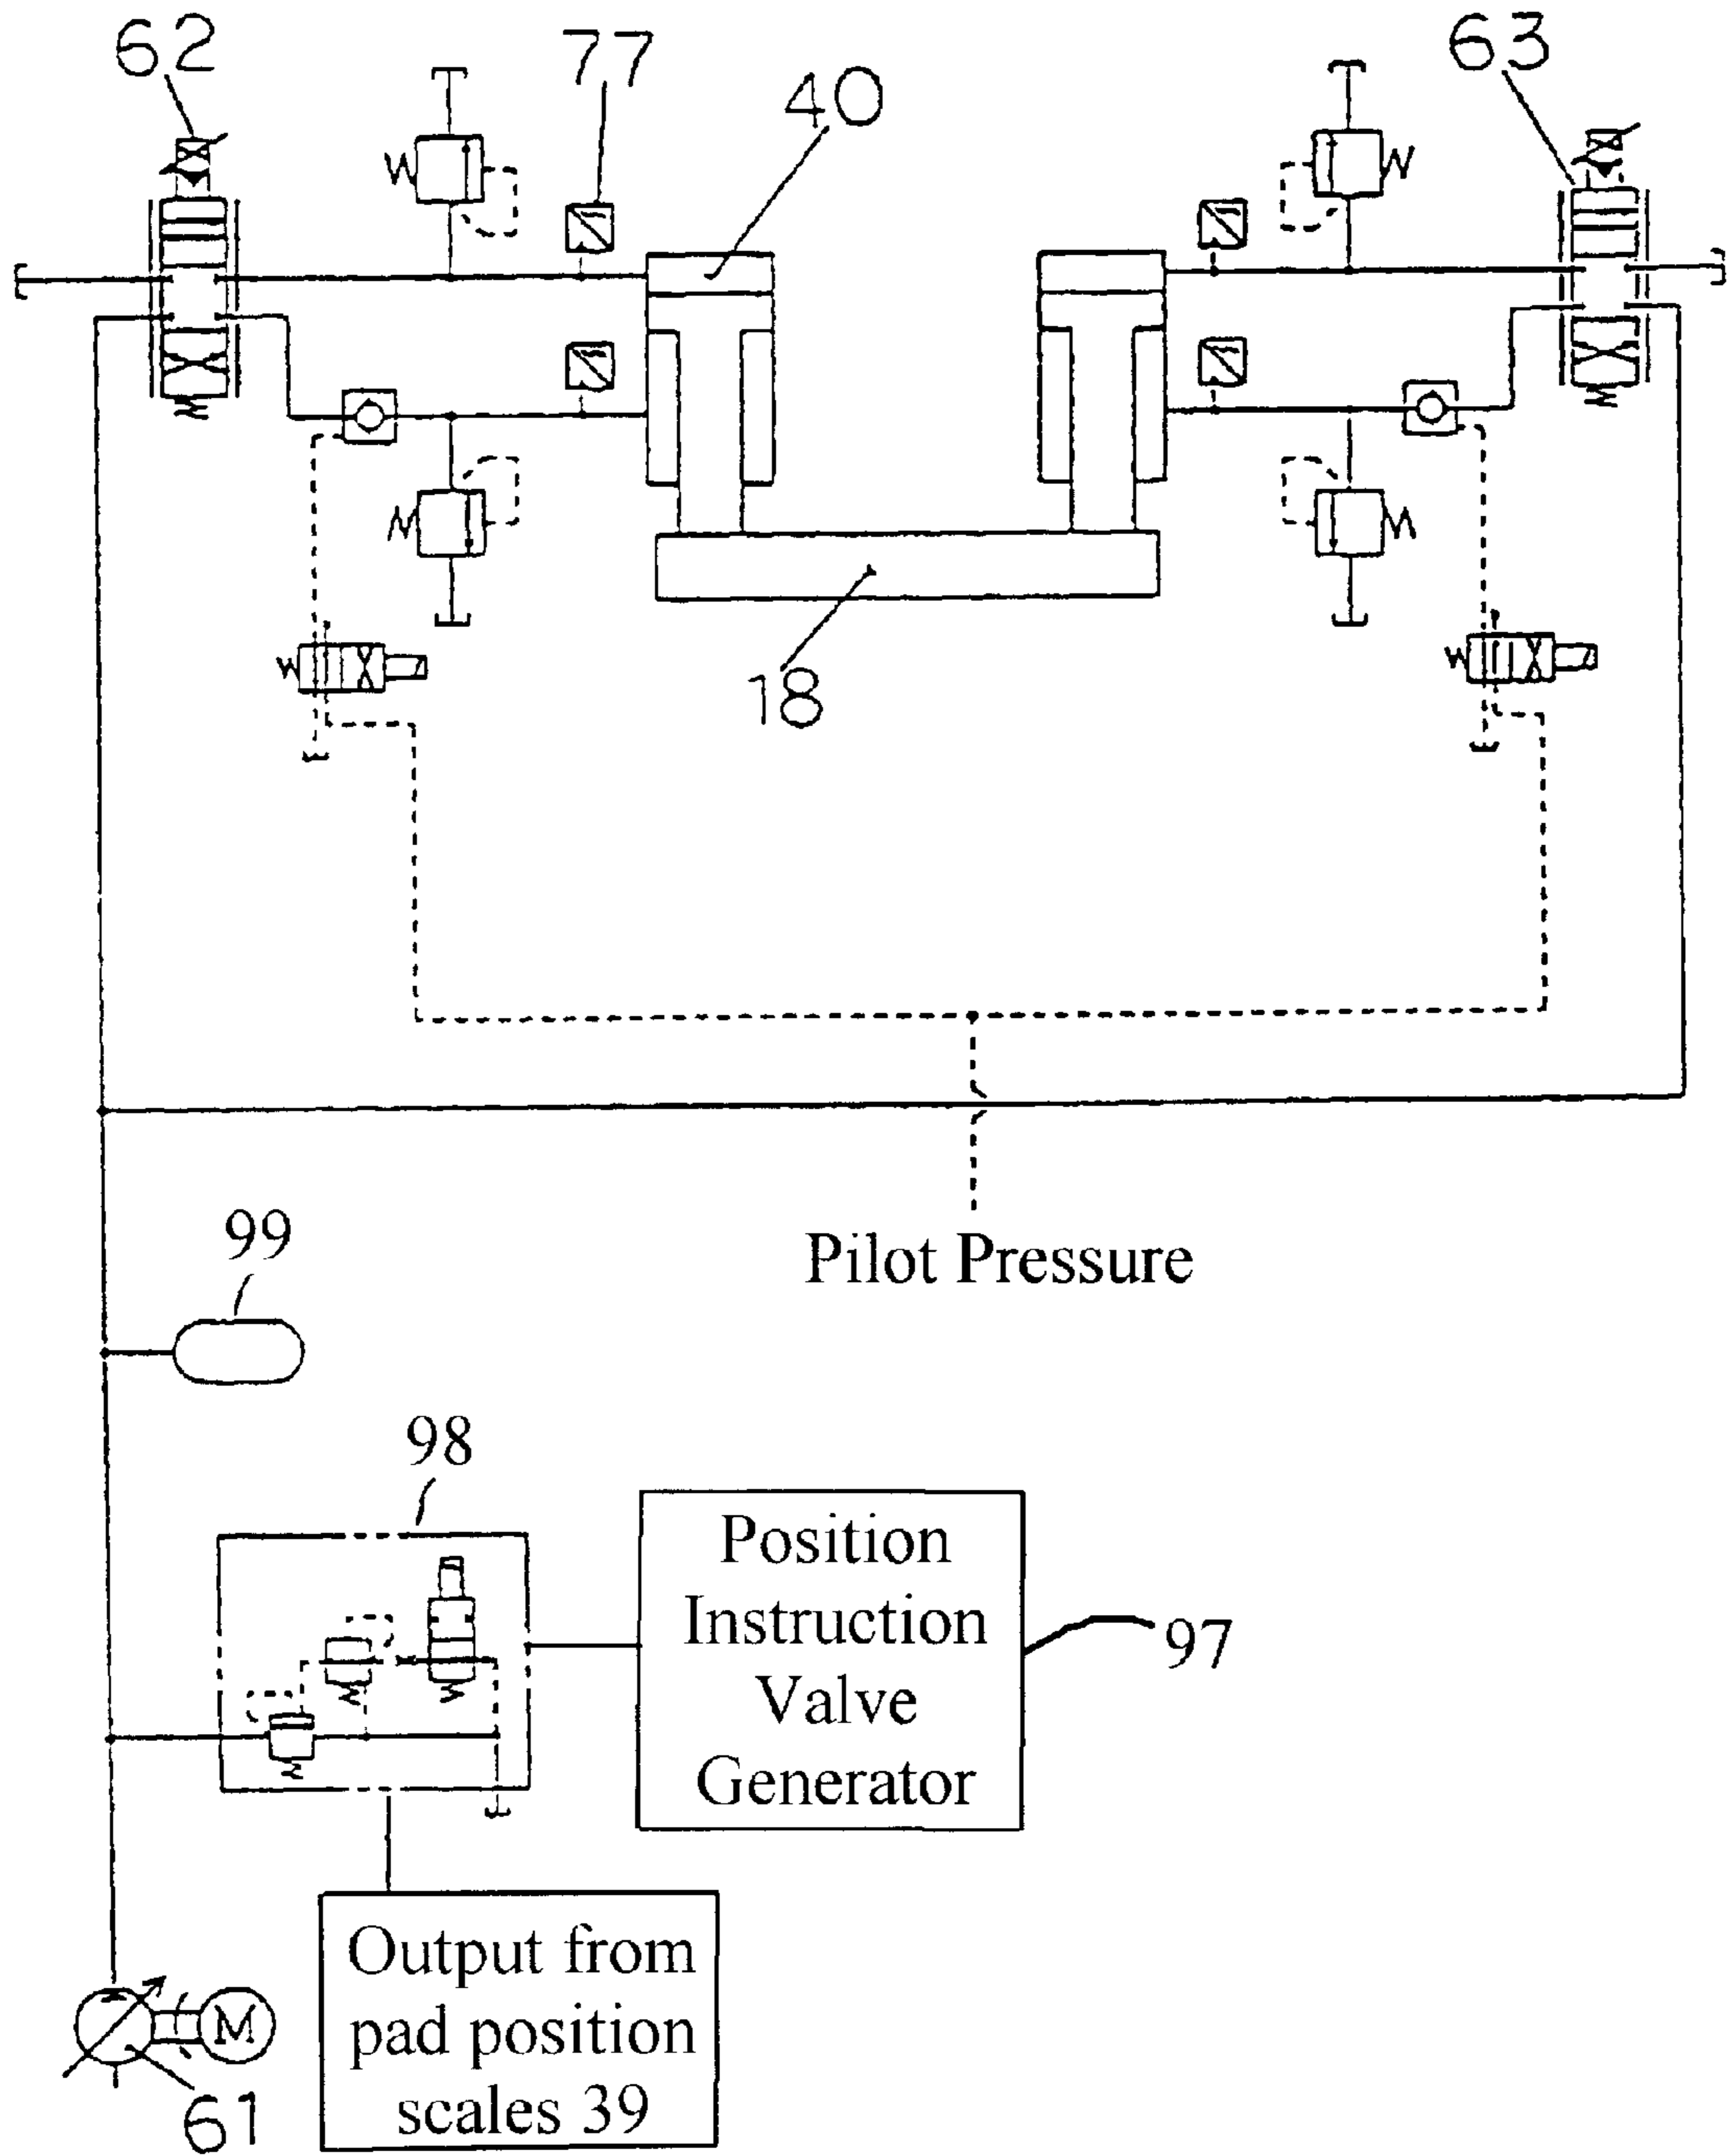 62
77
40
63
18
Pilot Pressure
99
98
Position
Instruction
Valve
Generator
97
Output from
pad position
scales 39
M
61